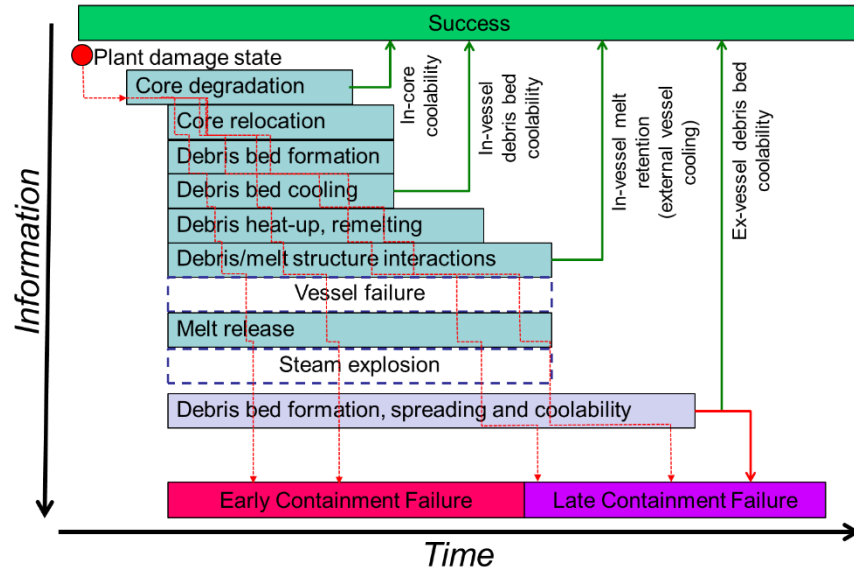 Success
Plant damage state
Core degradation
Core relocation
Debris bed formation
Debris bed cooling
Debris heat-up, remelting
Debris/melt structure interactions
Vessel failure
Melt release
Steam explosion
Debris bed formation, spreading and coolability
In-core
coolability
In-vessel
debris bed
coolability
In-vessel melt
retention
(external vessel
cooling)
Ex-vessel debris bed
coolability
Early Containment Failure
Late Containment Failure
Information
Time